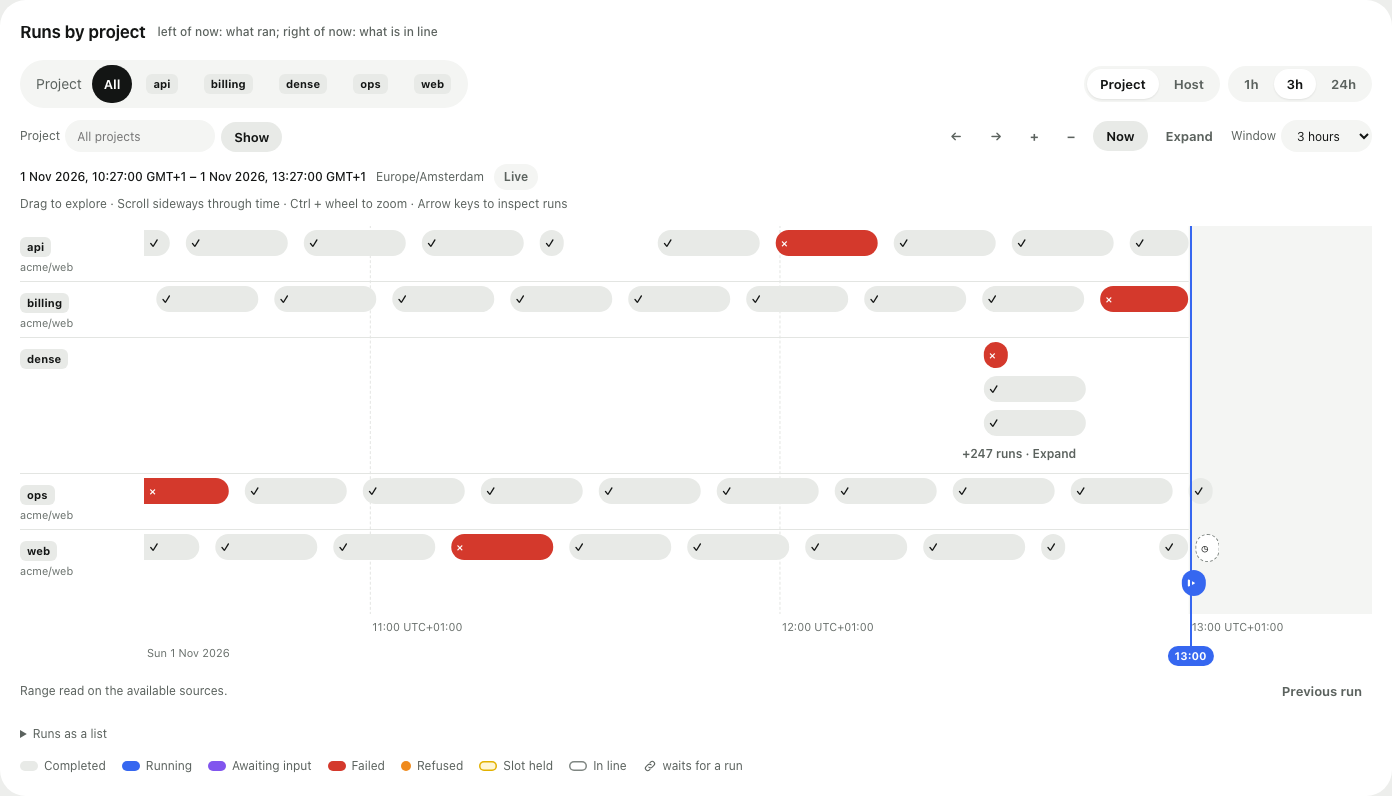 Runs by project left of now: what ran; right of now: what is in line
Project All api billing dense ops web Project Host 1h 3h 24h
Project All projects Show ← → + − Now Expand Window 3 hours
1 Nov 2026, 10:27:00 GMT+1 – 1 Nov 2026, 13:27:00 GMT+1 Europe/Amsterdam Live
Drag to explore · Scroll sideways through time · Ctrl + wheel to zoom · Arrow keys to inspect runs
api
acme/web
billing
acme/web
dense
+247 runs · Expand
ops
acme/web
web
acme/web
11:00 UTC+01:00 12:00 UTC+01:00 13:00 UTC+01:00
Sun 1 Nov 2026 13:00
Range read on the available sources. Previous run
Runs as a list
Completed Running Awaiting input Failed Refused Slot held In line waits for a run